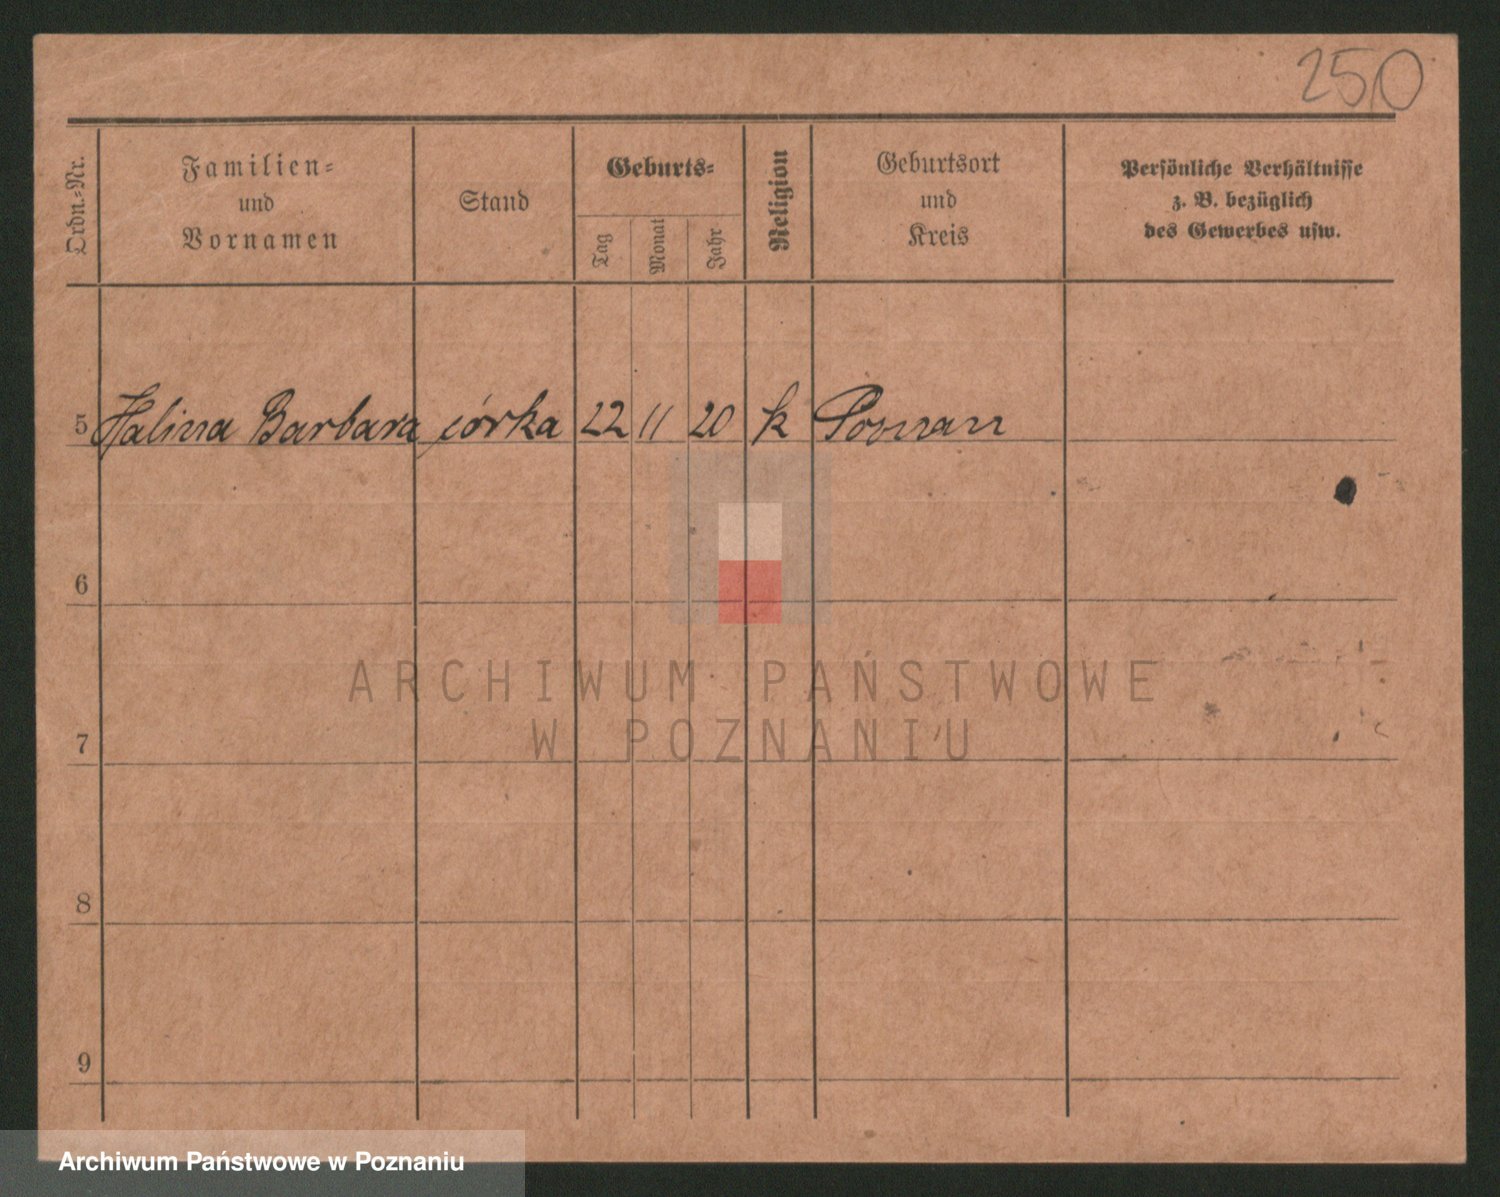 250
Ordn.-Nr.
Familien-
und
Vornamen
Stand
Geburts-
Tag
Monat
Jahr
Religion
Geburtsort
und
Kreis
Persönliche Verhältnisse
z. B. bezüglich
des Gewerbes usw.
5 Halina Barbara córka 22 11 20 k Poznań
6
7
8
9
ARCHIWUM PAŃSTWOWE
W POZNANIU
Archiwum Państwowe w Poznaniu